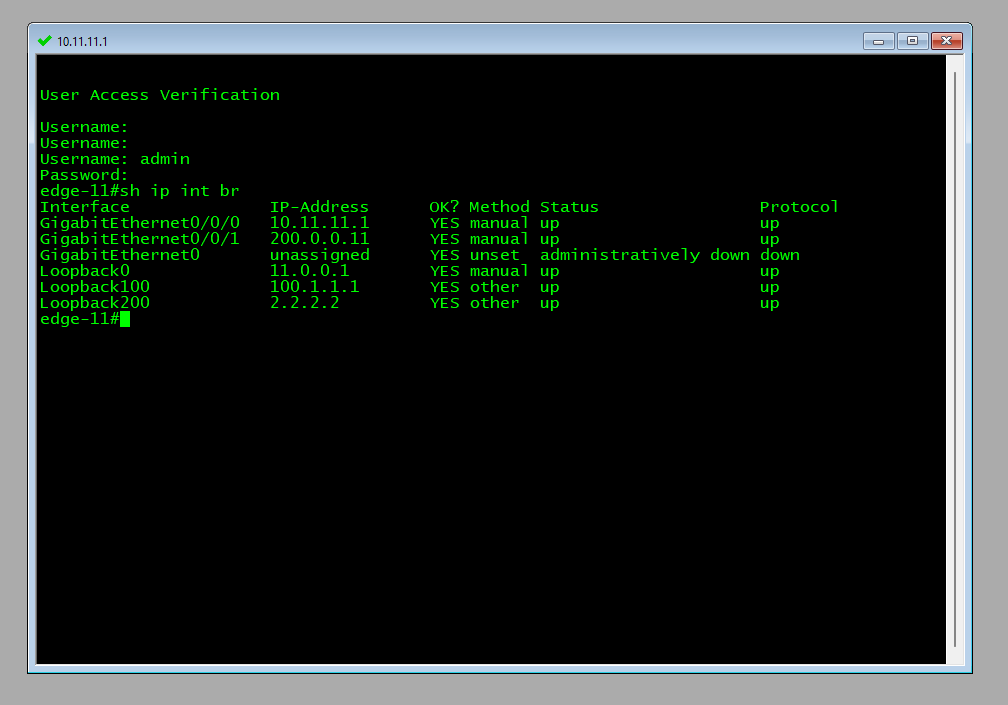 10.11.11.1
User Access Verification
Username:
Username:
Username: admin
Password:
edge-11#sh ip int br
Interface              IP-Address      OK? Method Status                Protocol
GigabitEthernet0/0/0   10.11.11.1      YES manual up                    up
GigabitEthernet0/0/1   200.0.0.11      YES manual up                    up
GigabitEthernet0       unassigned      YES unset  administratively down down
Loopback0              11.0.0.1        YES manual up                    up
Loopback100            100.1.1.1       YES other  up                    up
Loopback200            2.2.2.2         YES other  up                    up
edge-11#